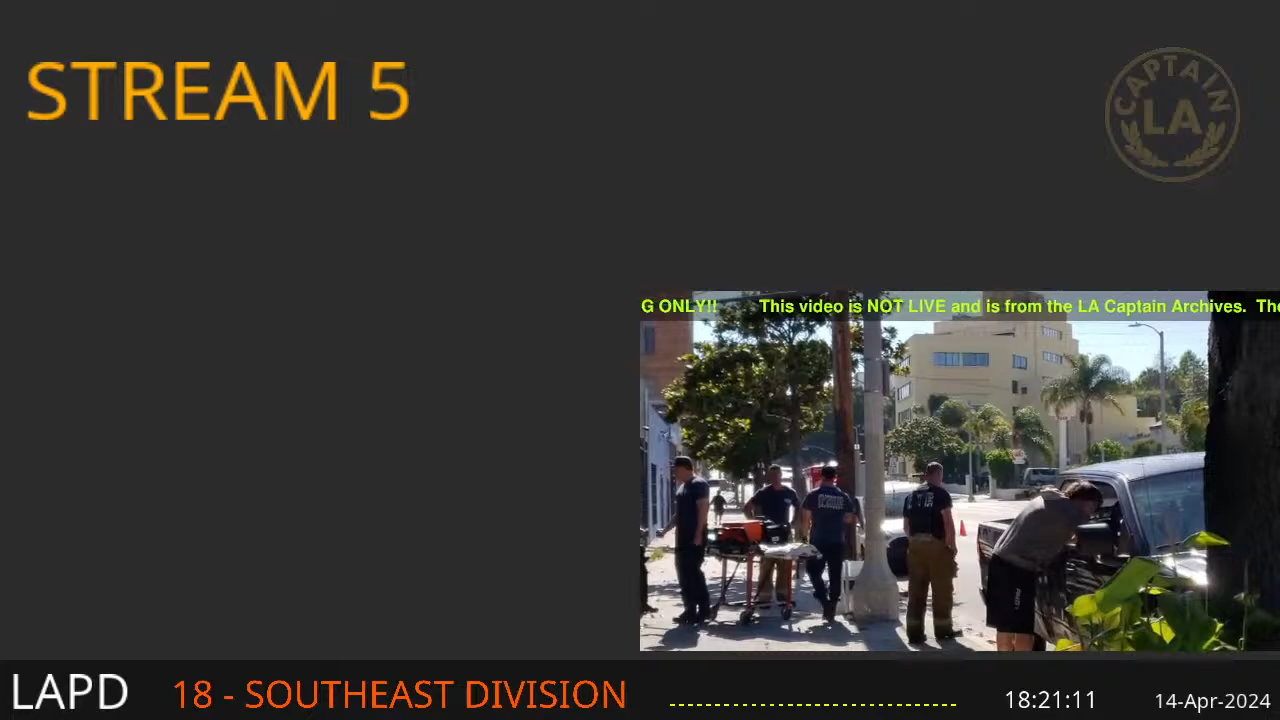 STREAM 5
CAPTAIN
LA
G ONLY!! This video is NOT LIVE and is from the LA Captain Archives. The
LAPD 18 - SOUTHEAST DIVISION 18:21:11 14-Apr-2024